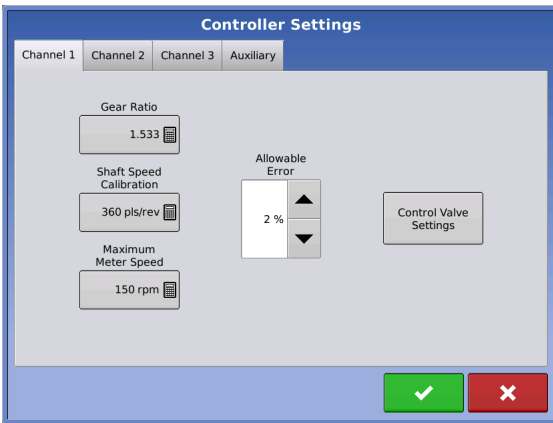 Controller Settings
Channel 1
Channel 2
Channel 3
Auxiliary
Gear Ratio
1.533
Shaft Speed
Calibration
360 pls/rev
Maximum
Meter Speed
150 rpm
Allowable
Error
2 %
Control Valve
Settings